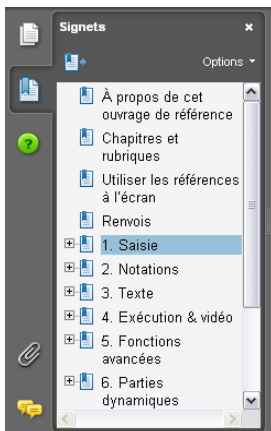 Signets
Options
À propos de cet
ouvrage de référence
Chapitres et
rubriques
Utiliser les références
à l'écran
Renvois
1. Saisie
2. Notations
3. Texte
4. Exécution & vidéo
5. Fonctions
avancées
6. Parties
dynamiques